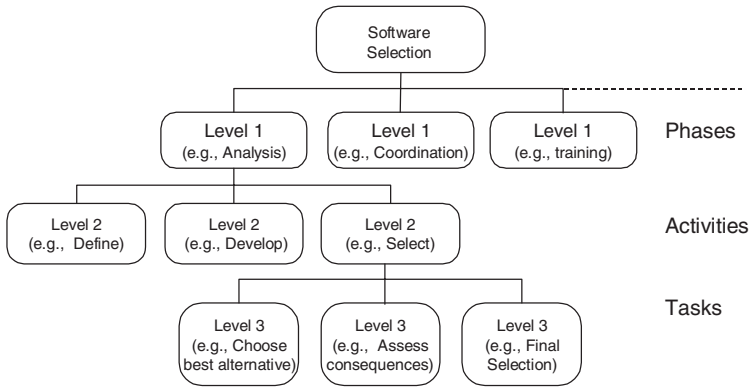 Software
Selection
Level 1
(e.g., Analysis)
Level 1
(e.g., Coordination)
Level 1
(e.g., training)
Phases
Level 2
(e.g.,  Define)
Level 2
(e.g., Develop)
Level 2
(e.g., Select)
Activities
Level 3
(e.g., Choose
best alternative)
Level 3
(e.g.,  Assess
consequences)
Level 3
(e.g., Final
Selection)
Tasks